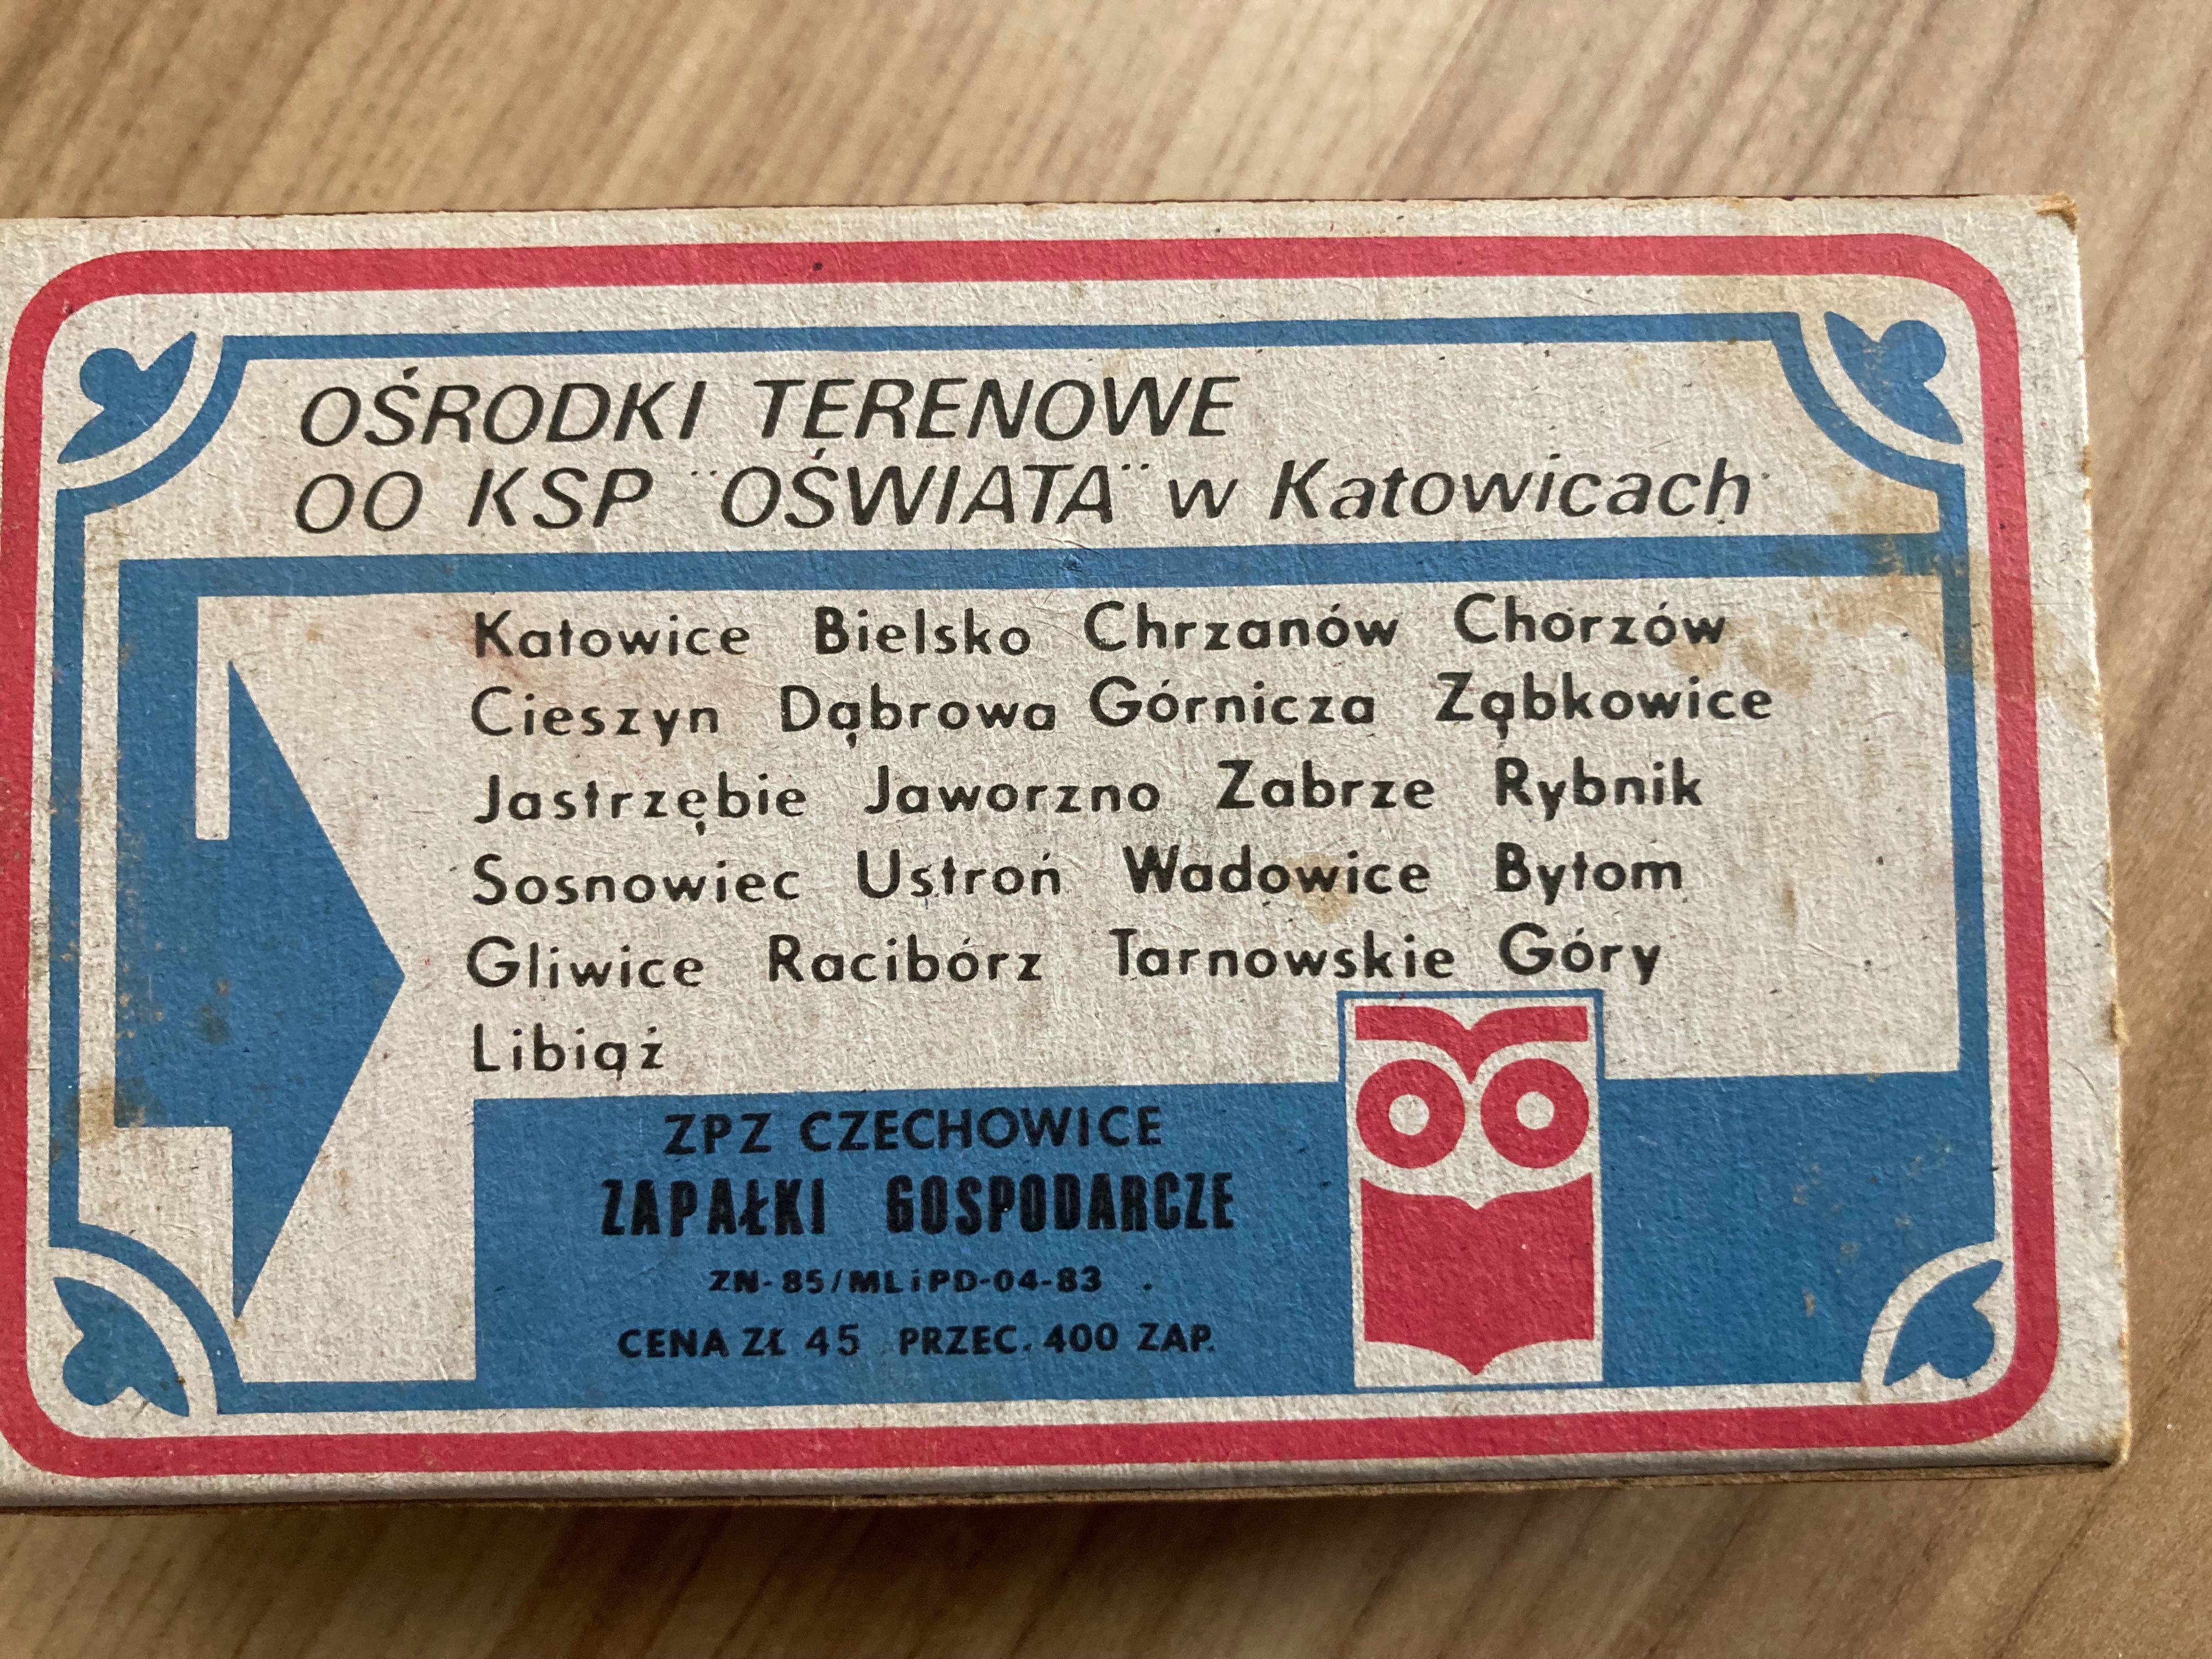 OŚRODKI TERENOWE
OO KSP "OŚWIATA" w Katowicach
Katowice Bielsko Chrzanów Chorzów
Cieszyn Dąbrowa Górnicza Ząbkowice
Jastrzębie Jaworzno Zabrze Rybnik
Sosnowiec Ustroń Wadowice Bytom
Gliwice Racibórz Tarnowskie Góry
Libiąż
ZPZ CZECHOWICE
ZAPAŁKI GOSPODARCZE
ZN-85/MLiPD-04-83
CENA ZŁ 45 PRZEC. 400 ZAP.